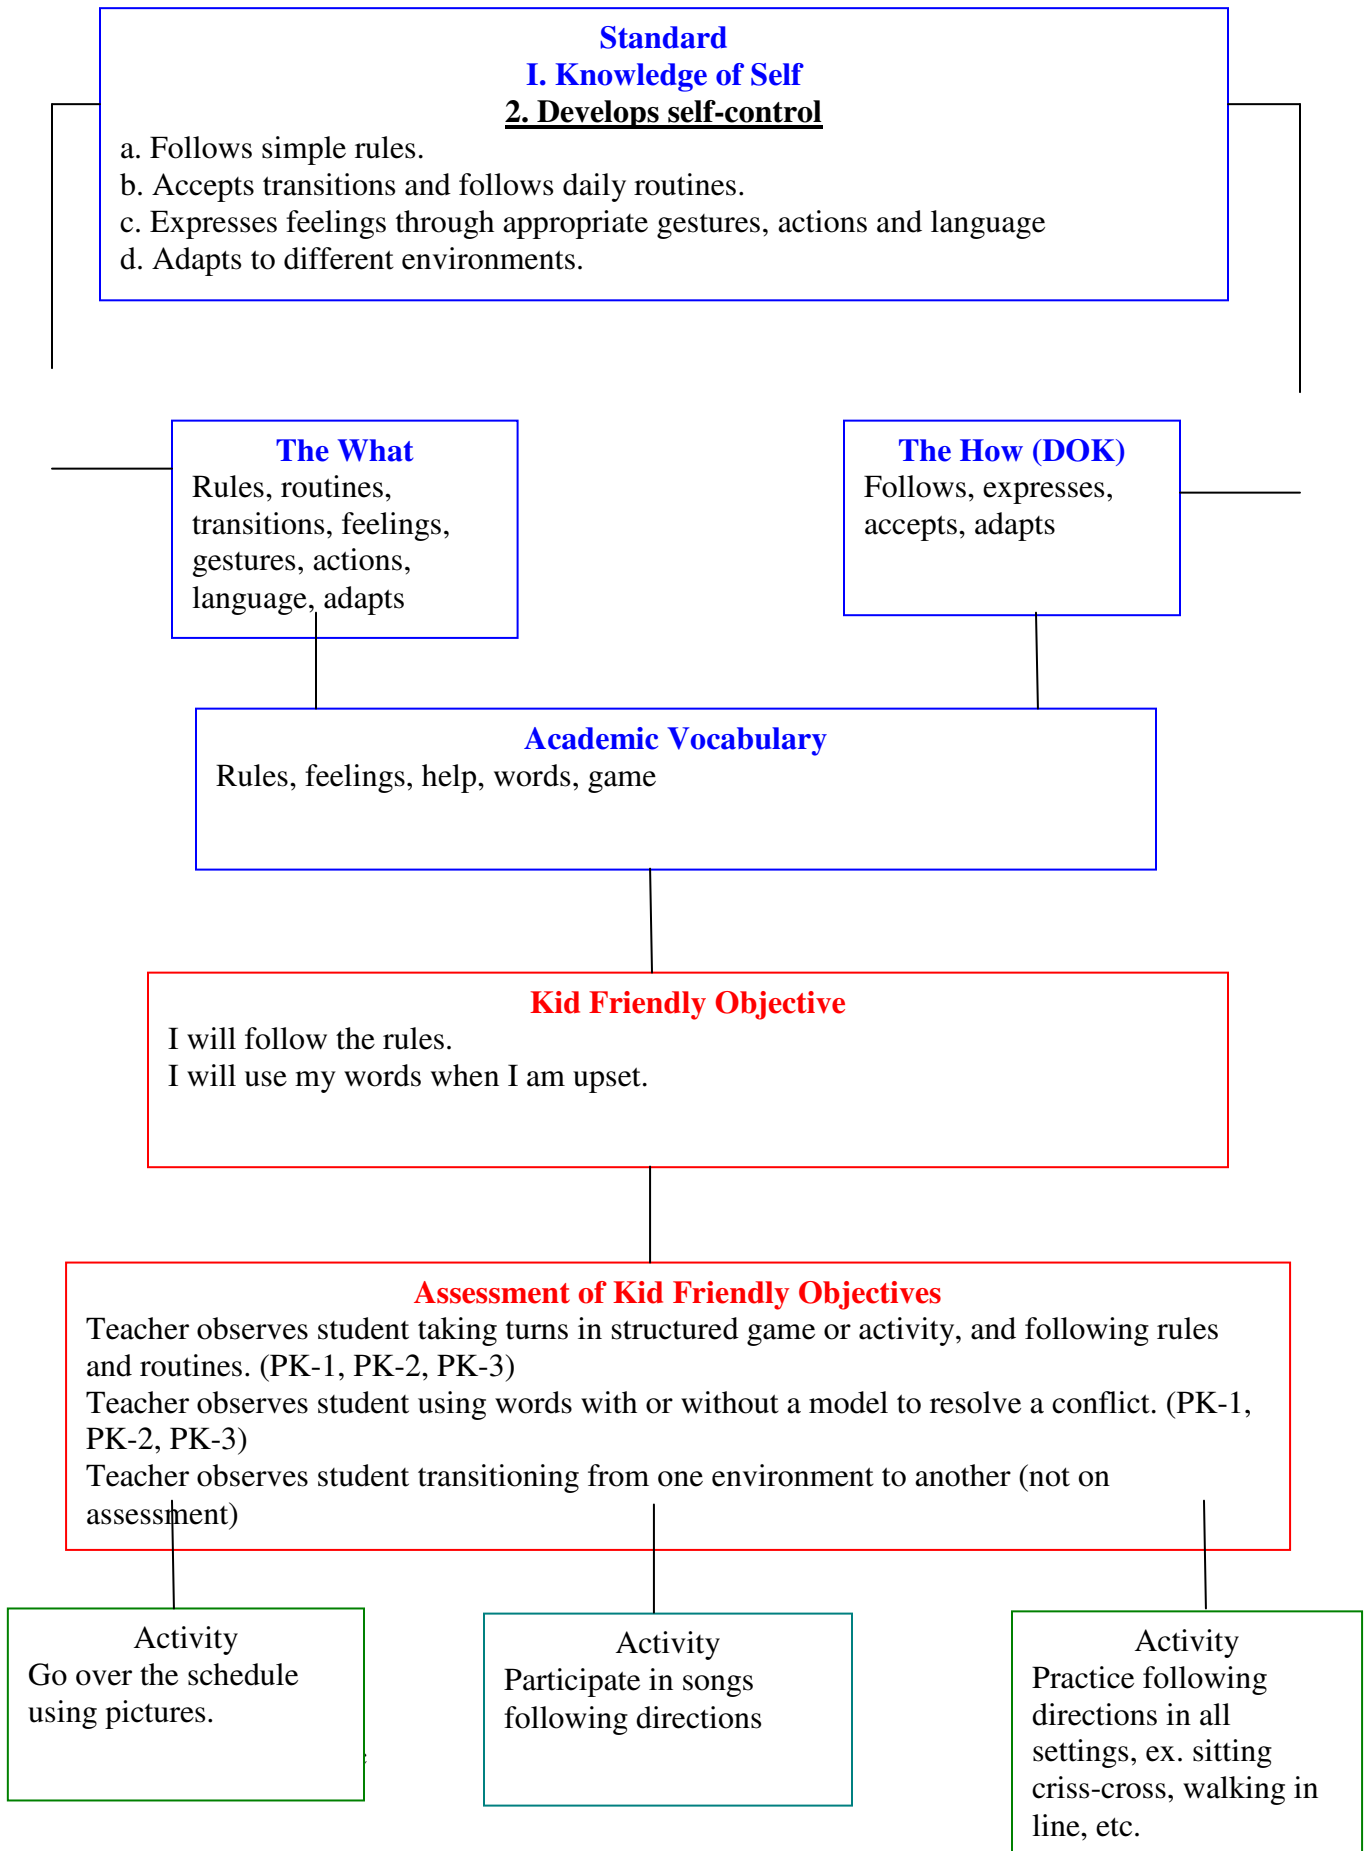 Standard
I. Knowledge of Self
2. Develops self-control
a. Follows simple rules.
b. Accepts transitions and follows daily routines.
c. Expresses feelings through appropriate gestures, actions and language
d. Adapts to different environments.
The What
Rules, routines,
transitions, feelings,
gestures, actions,
language, adapts
The How (DOK)
Follows, expresses,
accepts, adapts
Academic Vocabulary
Rules, feelings, help, words, game
Kid Friendly Objective
I will follow the rules.
I will use my words when I am upset.
Assessment of Kid Friendly Objectives
Teacher observes student taking turns in structured game or activity, and following rules
and routines. (PK-1, PK-2, PK-3)
Teacher observes student using words with or without a model to resolve a conflict. (PK-1,
PK-2, PK-3)
Teacher observes student transitioning from one environment to another (not on
assessment)
Activity
Go over the schedule
using pictures.
Activity
Participate in songs
following directions
Activity
Practice following
directions in all
settings, ex. sitting
criss-cross, walking in
line, etc.